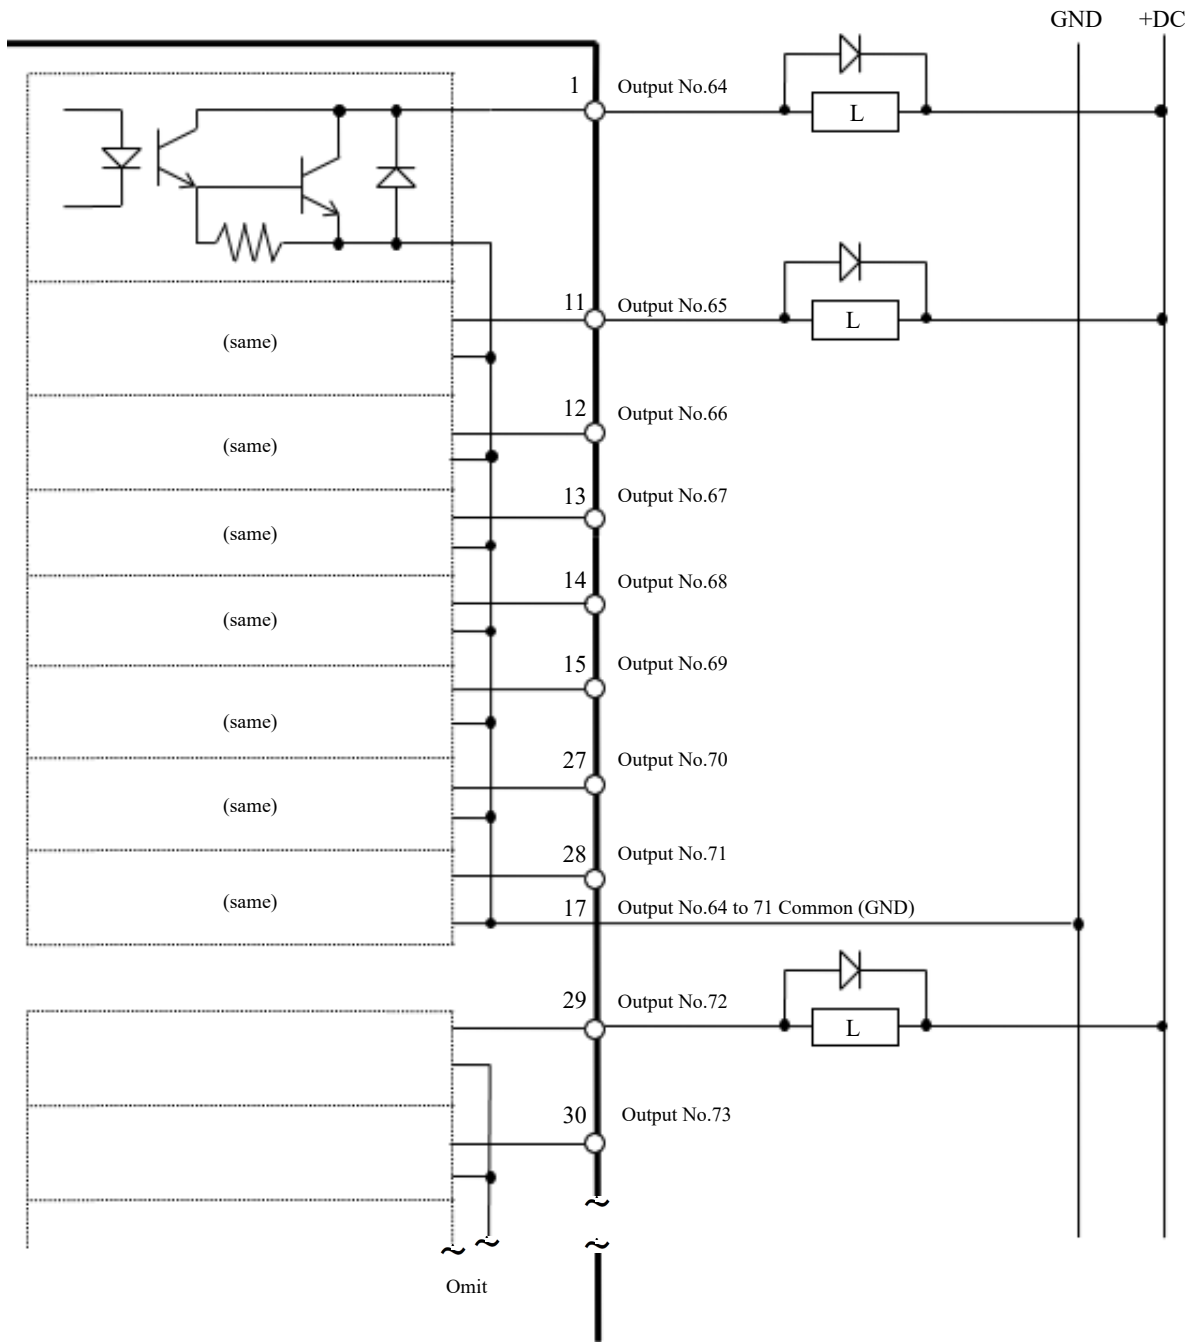 GND +DC
1 Output No.64
L
11 Output No.65
L
(same)
12 Output No.66
(same)
13 Output No.67
(same)
14 Output No.68
(same)
15 Output No.69
(same)
27 Output No.70
(same)
28 Output No.71
(same)
17 Output No.64 to 71 Common (GND)
29 Output No.72
L
30 Output No.73
Omit